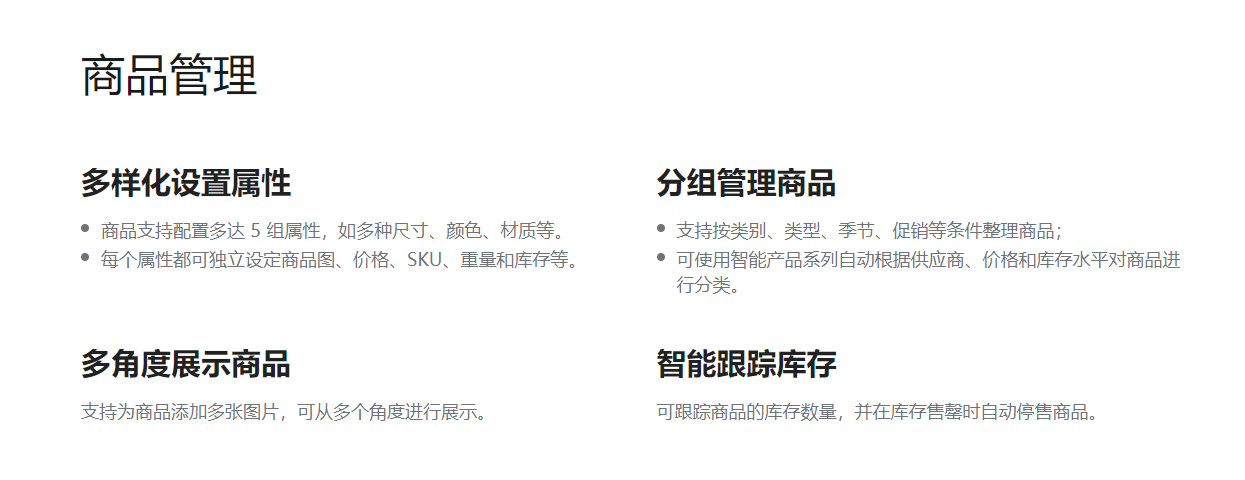 商品管理
多样化设置属性
商品支持配置多达 5 组属性，如多种尺寸、颜色、材质等。
每个属性都可独立设定商品图、价格、SKU、重量和库存等。
分组管理商品
支持按类别、类型、季节、促销等条件整理商品；
可使用智能产品系列自动根据供应商、价格和库存水平对商品进
行分类。
多角度展示商品
支持为商品添加多张图片，可从多个角度进行展示。
智能跟踪库存
可跟踪商品的库存数量，并在库存售罄时自动停售商品。